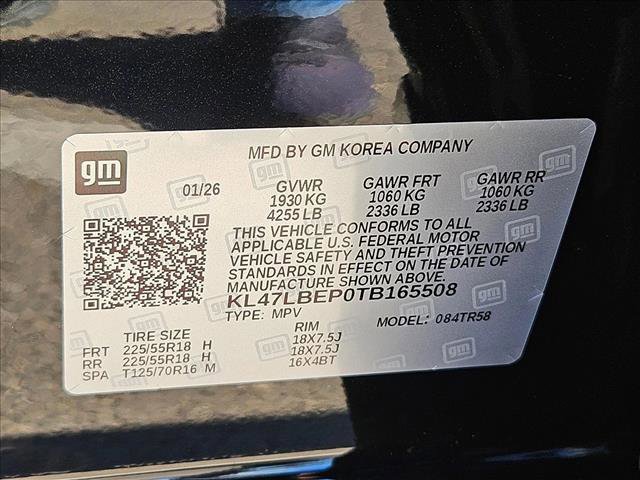 gm
MFD BY GM KOREA COMPANY
01/26 GVWR GAWR FRT GAWR RR
1930 KG 1060 KG 1060 KG
4255 LB 2336 LB 2336 LB
THIS VEHICLE CONFORMS TO ALL
APPLICABLE U.S. FEDERAL MOTOR
VEHICLE SAFETY AND THEFT PREVENTION
STANDARDS IN EFFECT ON THE DATE OF
MANUFACTURE SHOWN ABOVE.
KL47LBEP0TB165508
TYPE: MPV MODEL: 084TR58
TIRE SIZE RIM
FRT 225/55R18 H 18X7.5J
RR 225/55R18 H 18X7.5J
SPA T125/70R16 M 16X4BT